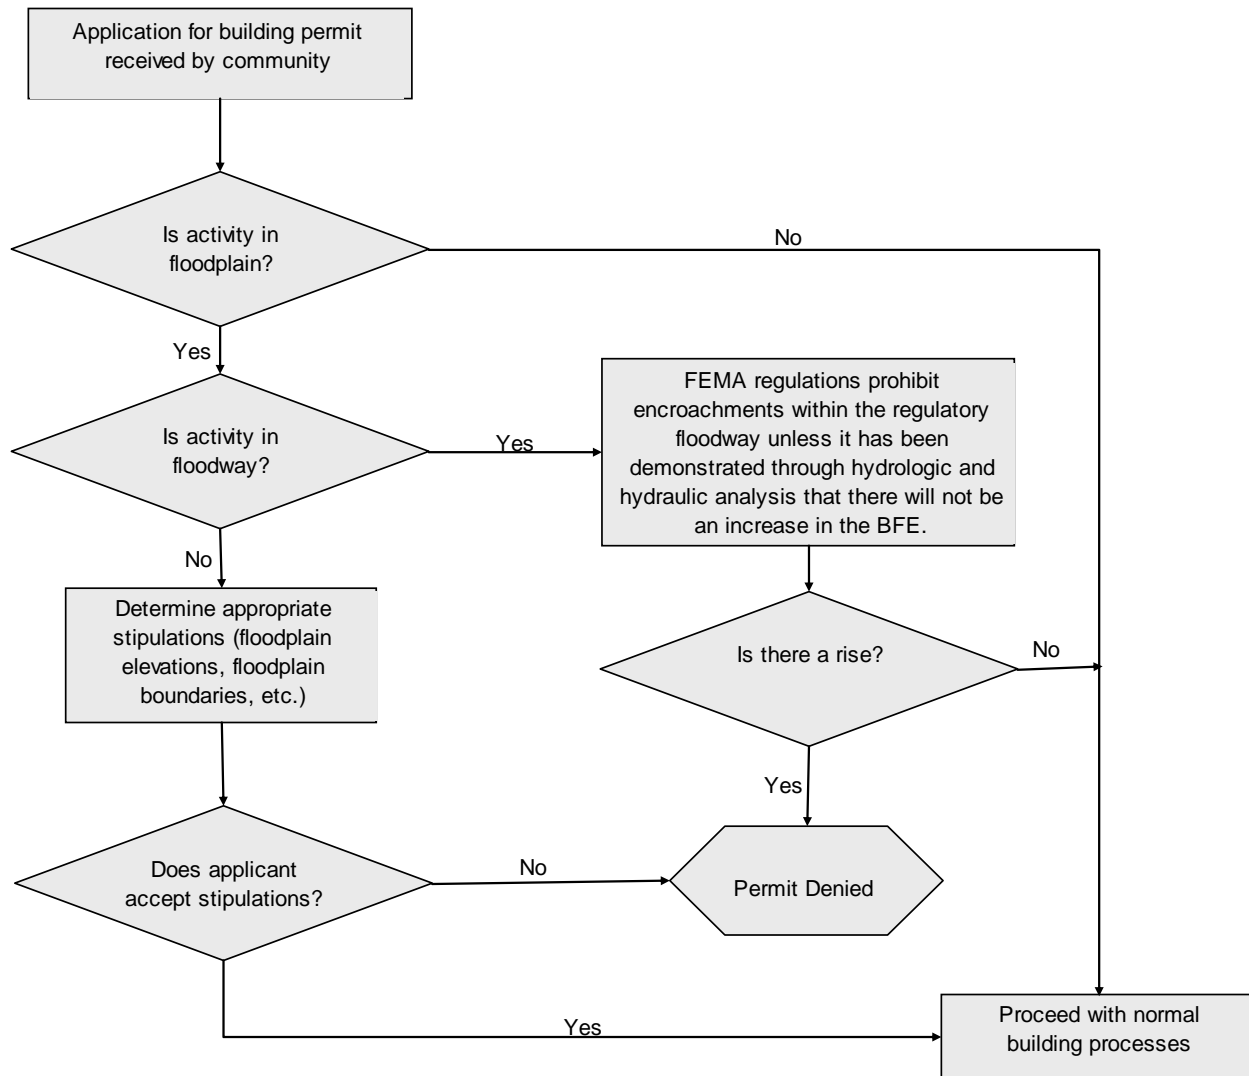 Application for building permit
received by community
Is activity in
floodplain?
No
Yes
Is activity in
floodway?
Yes
FEMA regulations prohibit
encroachments within the regulatory
floodway unless it has been
demonstrated through hydrologic and
hydraulic analysis that there will not be
an increase in the BFE.
No
Determine appropriate
stipulations (floodplain
elevations, floodplain
boundaries, etc.)
Is there a rise?
No
Yes
Does applicant
accept stipulations?
No
Permit Denied
Yes
Proceed with normal
building processes